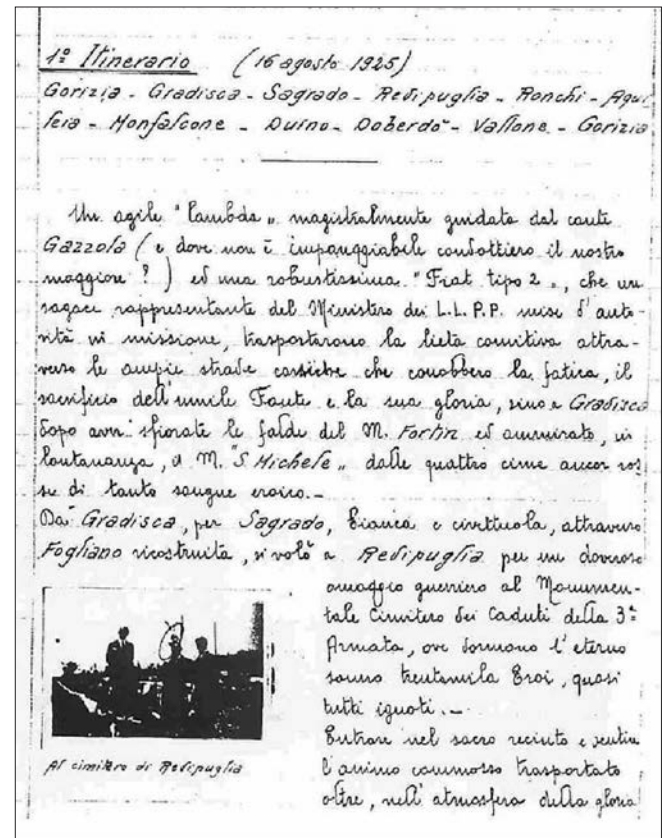 1º Itinerario (16 agosto 1925)
Gorizia - Gradisca - Sagrado - Redipuglia - Ronchi - Aqui
leia - Monfalcone - Duino - Doberdò - Vallone - Gorizia
Un agile "Lambda" magistralmente guidata dal caute
Gazzola (e dove non è impareggiabile condottiero il nostro
maggiore ?) ed una robustissima "Fiat tipo 2", che un
sagace rappresentante del Ministero dei L.L.P.P. mise d'auto-
rità in missione, trasportarono la lieta comitiva attra-
verso le ampie strade carsiche che conobbero la fatica, il
sacrificio dell'umile Fante e la sua gloria, sino a Gradisca
dopo aver sfiorate le falde del M. Fortin ed ammirato, in
lontananza, il M. "S. Michele" dalle quattro cime ancor ros
se di tanto sangue eroico.-
Da Gradisca, per Sagrado, bianca e civettuola, attraverso
Fogliano ricostruita, si volò a Redipuglia per un doveroso
omaggio guerriero al Monumen-
tale Cimitero dei Caduti della 3ª
Armata, ove dormono l'eterno
sonno trentamila Eroi, quasi
tutti ignoti.-
Entrare nel sacro recinto e sentire
l'animo commosso trasportato
oltre, nell'atmosfera della gloria
Al cimitero di Redipuglia